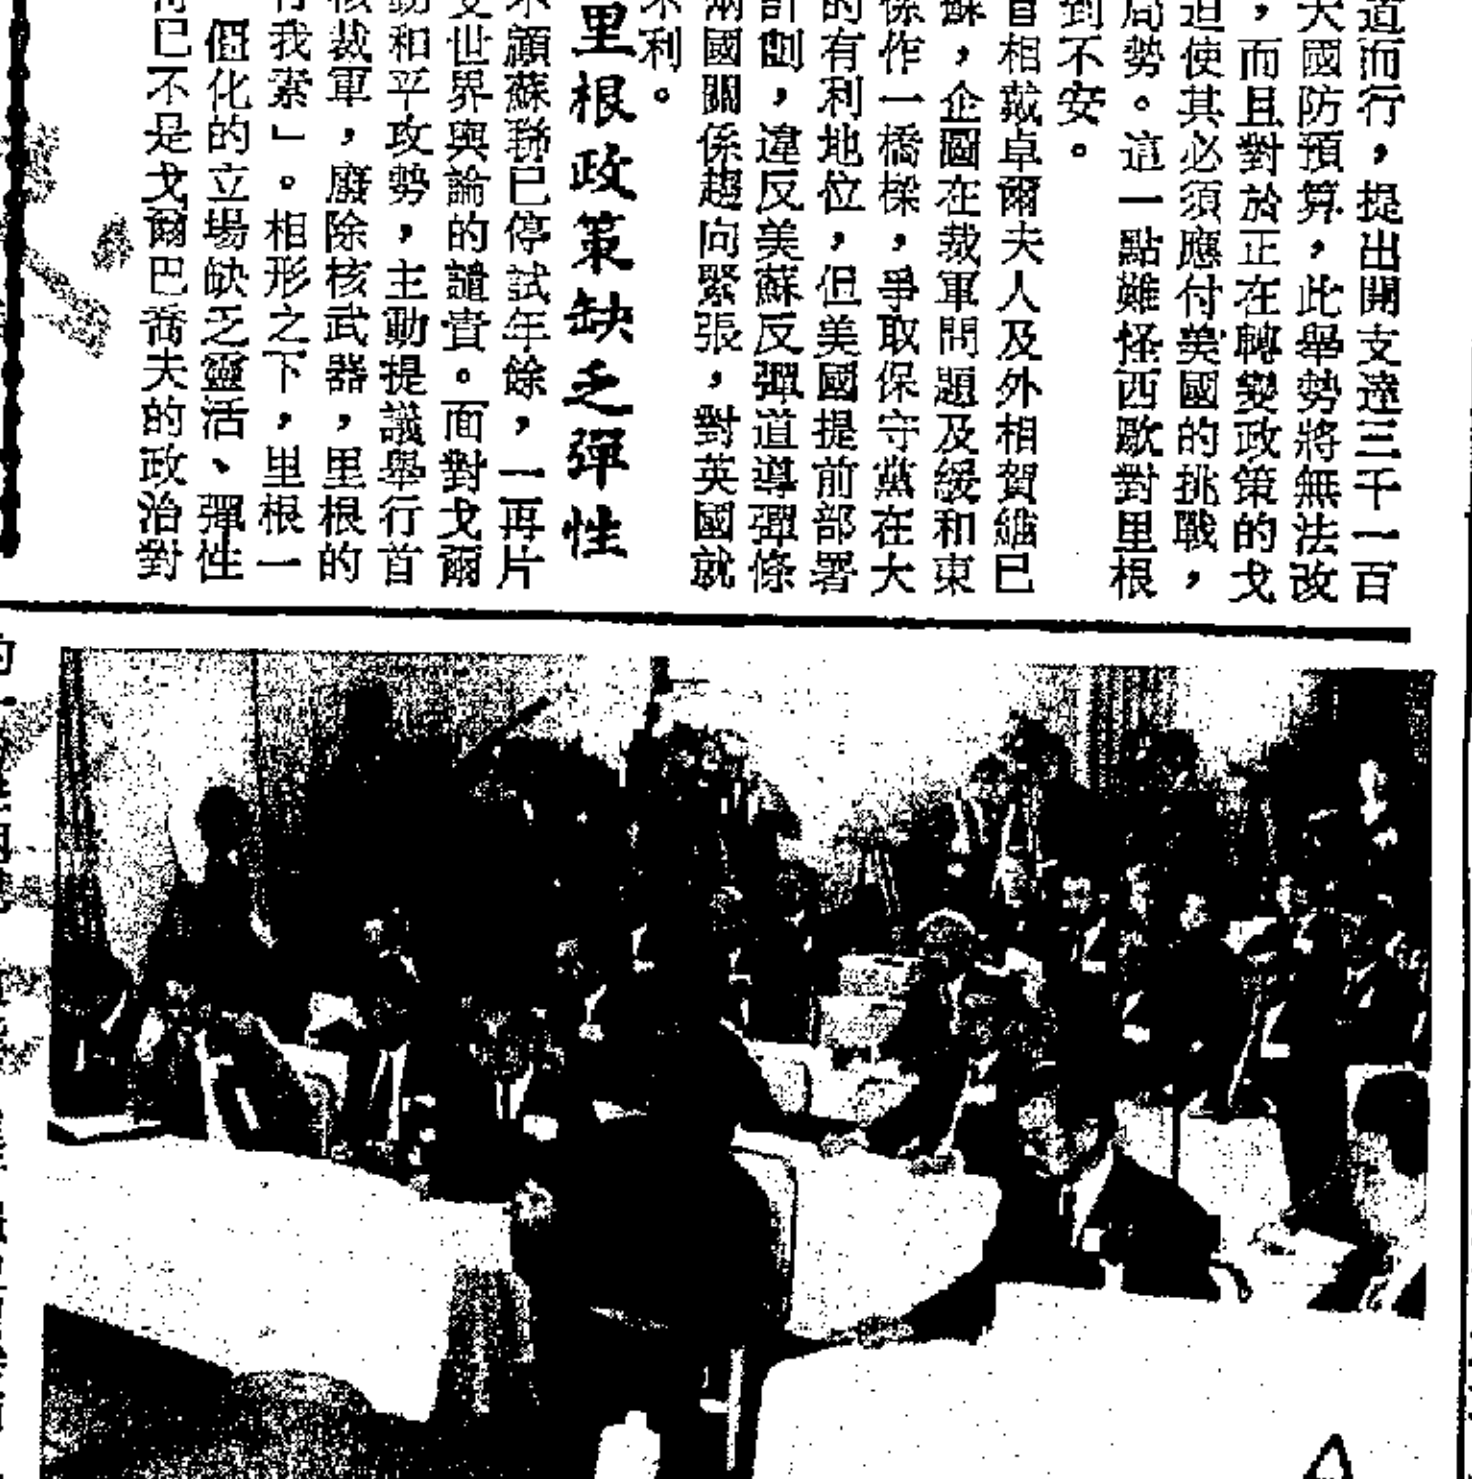 道而行，提出開支達三千一百
大國防預算，此舉勢將無法改
，而且對於正在轉變政策的戈
迫使其必須應付美國的挑戰，
局勢。這一點難怪西歐對里根
到不安。
首相戴卓爾夫人及外相賀維已
蘇，企圖在裁軍問題及緩和東
係作一橋樑，爭取保守黨在大
的有利地位，但美國提前部署
計劃，違反美蘇反彈道導彈條
兩國關係趨向緊張，對英國就
不利。
里根政策缺乏彈性
不顧蘇聯已停試年餘，一再片
受世界輿論的譴責。面對戈爾
動和平攻勢，主動提議舉行首
核裁軍，廢除核武器，里根的
行我素」。相形之下，里根一
僵化的立場缺乏靈活、彈性
已不是戈爾巴喬夫的政治對